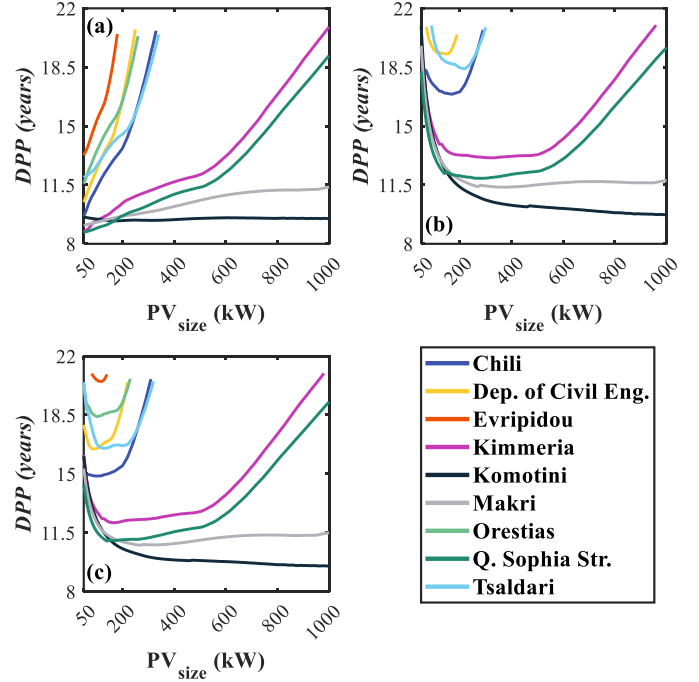 (a)
22
18.5
15
11.5
8
DPP (years)
50
200
400
600
800
1000
PVsize (kW)
22
18.5
15
11.5
8
DPP (years)
(b)
50
200
400
600
800
1000
PVsize (kW)
22
18.5
15
11.5
8
DPP (years)
(c)
50
200
400
600
800
1000
PVsize (kW)
Chili
Dep. of Civil Eng.
Evripidou
Kimmeria
Komotini
Makri
Orestias
Q. Sophia Str.
Tsaldari